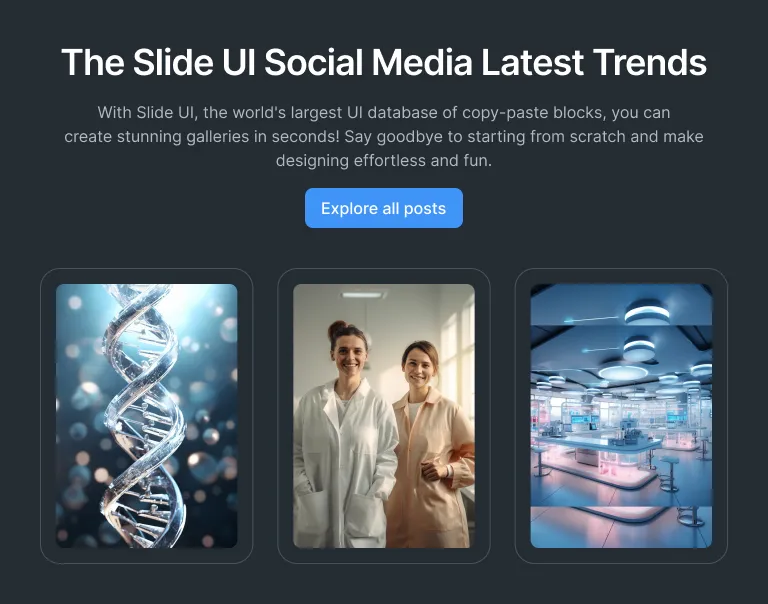 The Slide UI Social Media Latest Trends
With Slide UI, the world's largest UI database of copy-paste blocks, you can
create stunning galleries in seconds! Say goodbye to starting from scratch and make
designing effortless and fun.
Explore all posts